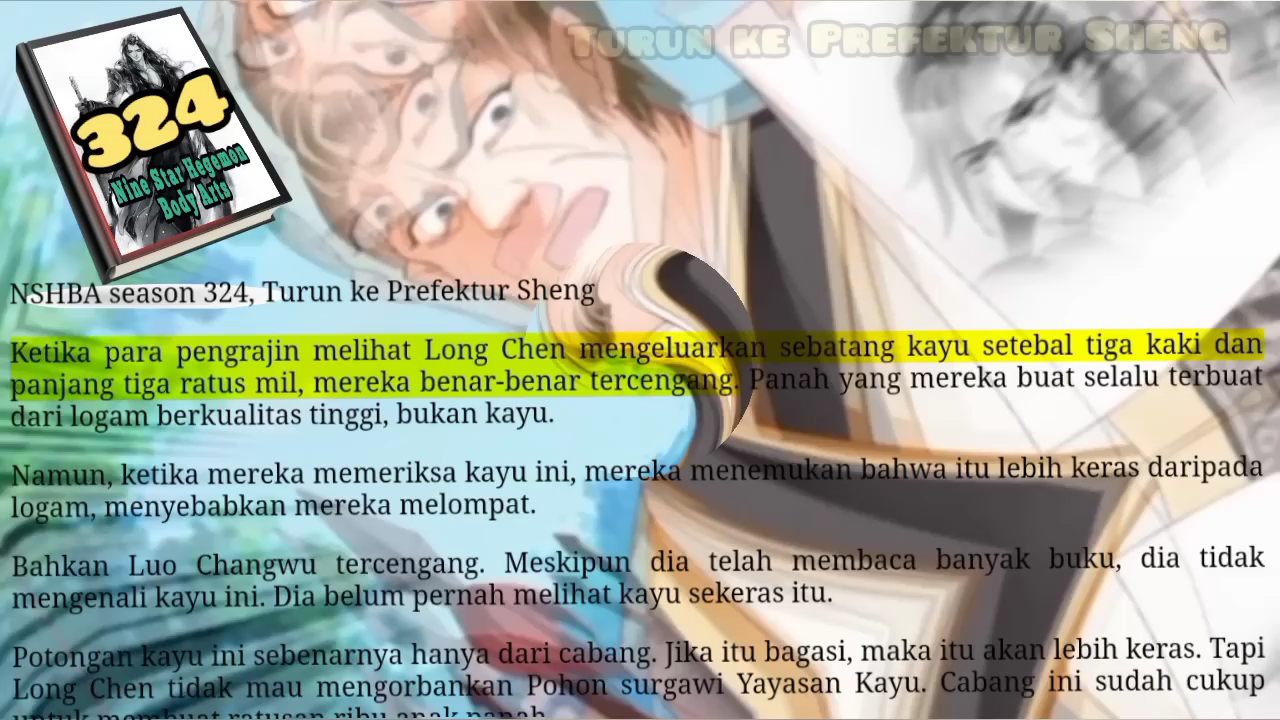 Turun ke Prefektur Sheng
324
Nine Star Hegemon
Body Arts
NSHBA season 324, Turun ke Prefektur Sheng
Ketika para pengrajin melihat Long Chen mengeluarkan sebatang kayu setebal tiga kaki dan
panjang tiga ratus mil, mereka benar-benar tercengang. Panah yang mereka buat selalu terbuat
dari logam berkualitas tinggi, bukan kayu.
Namun, ketika mereka memeriksa kayu ini, mereka menemukan bahwa itu lebih keras daripada
logam, menyebabkan mereka melompat.
Bahkan Luo Changwu tercengang. Meskipun dia telah membaca banyak buku, dia tidak
mengenali kayu ini. Dia belum pernah melihat kayu sekeras itu.
Potongan kayu ini sebenarnya hanya dari cabang. Jika itu bagasi, maka itu akan lebih keras. Tapi
Long Chen tidak mau mengorbankan Pohon surgawi Yayasan Kayu. Cabang ini sudah cukup
untuk membuat ratusan ribu anak panah.